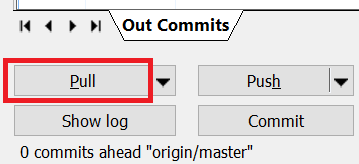 Out Commits
Pull Push
Show log Commit
0 commits ahead "origin/master"